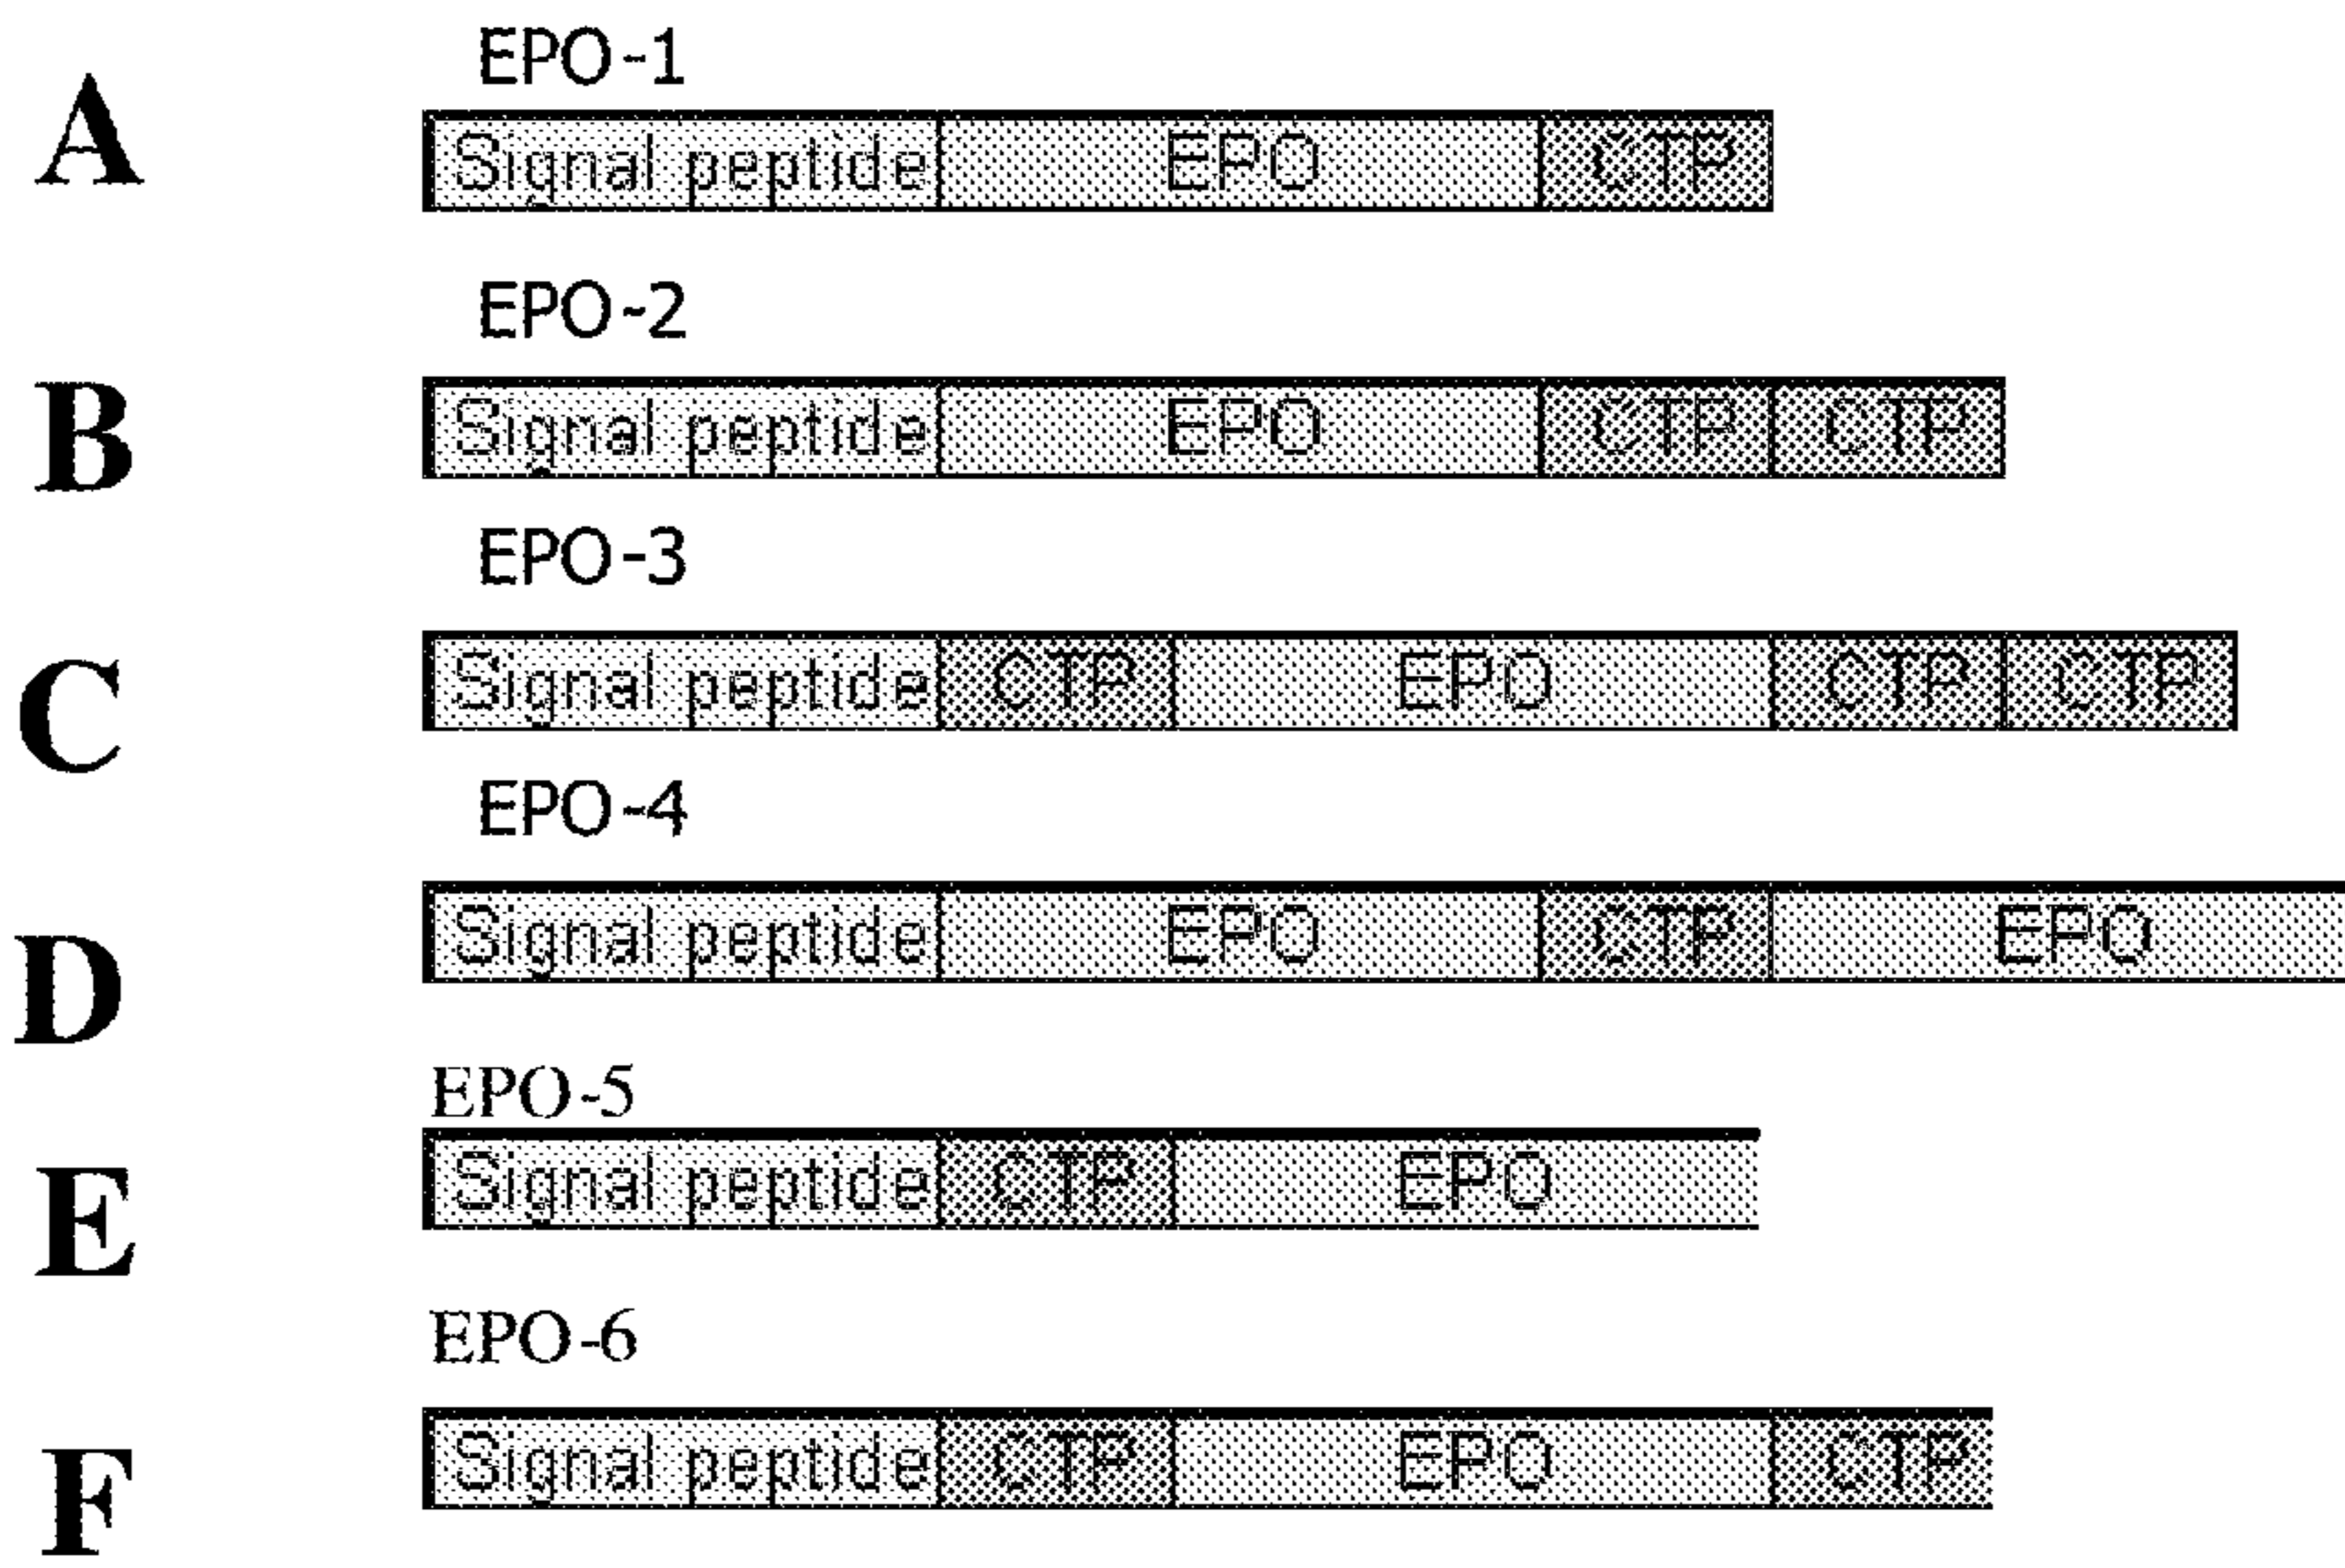 EPO-1
A
Signal peptide EPO CTP
EPO-2
B
Signal peptide EPO CTP CTP
EPO-3
C
Signal peptide CTP EPO CTP CTP
EPO-4
D
Signal peptide EPO CTP EPO
EPO-5
E
Signal peptide CTP EPO
EPO-6
F
Signal peptide CTP EPO CTP